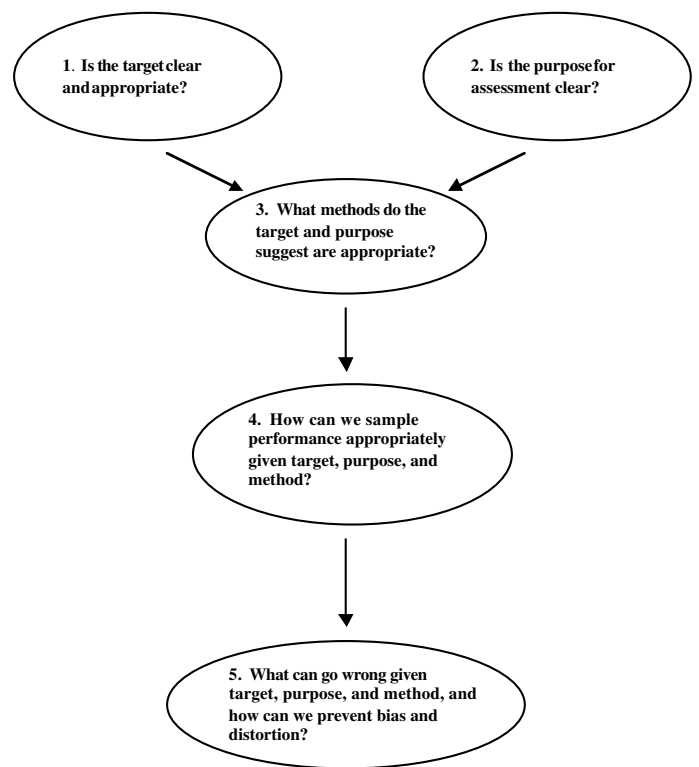 1. Is the target clear
and appropriate?
2. Is the purpose for
assessment clear?
3. What methods do the
target and purpose
suggest are appropriate?
4. How can we sample
performance appropriately
given target, purpose, and
method?
5. What can go wrong given
target, purpose, and method, and
how can we prevent bias and
distortion?